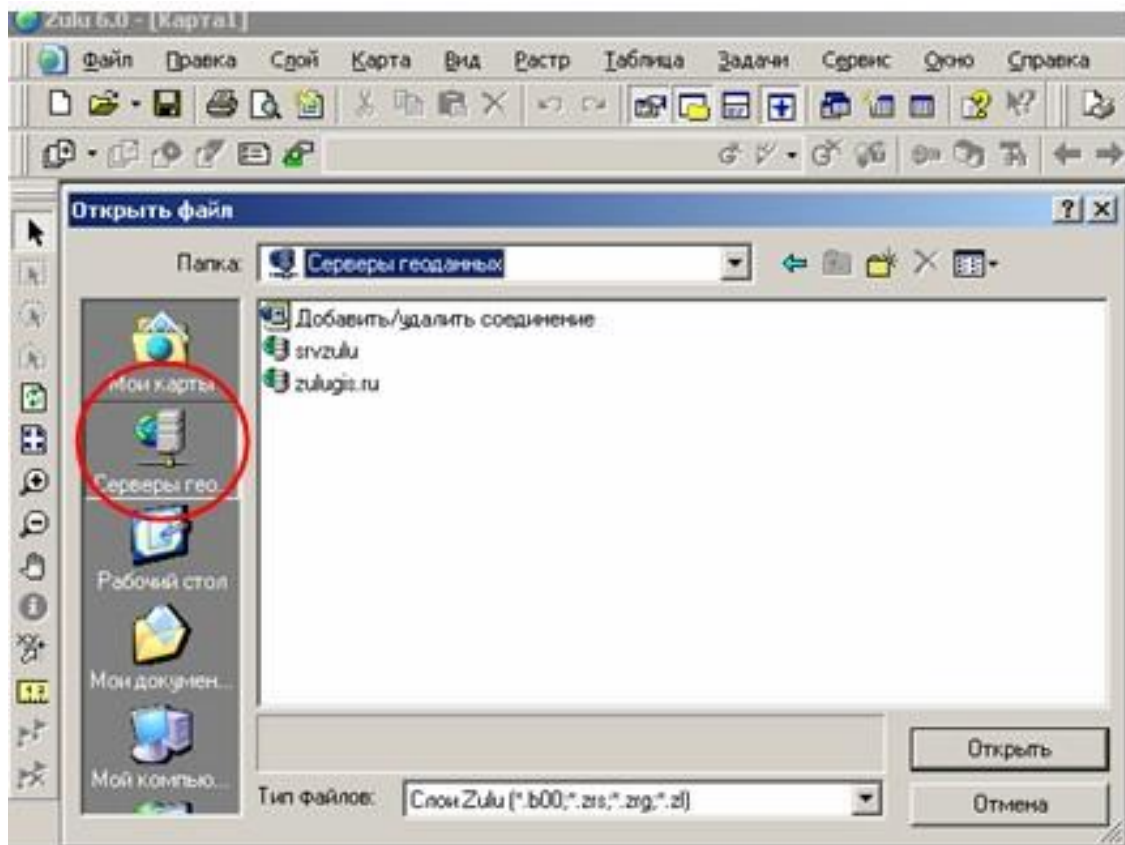 Zulu 6.0 - [Карта1]
Файл Правка Слой Карта Вид Растр Таблица Задачи Сервис Окно Справка
Открыть файл
Папка: Серверы геоданных
Добавить/удалить соединение
srvzulu
zulugis.ru
Мои карты
Серверы гео...
Рабочий стол
Мои докумен...
Мой компью...
Открыть
Тип файлов: Слои Zulu (*.b00;*.zrs;*.zrg;*.zl)
Отмена